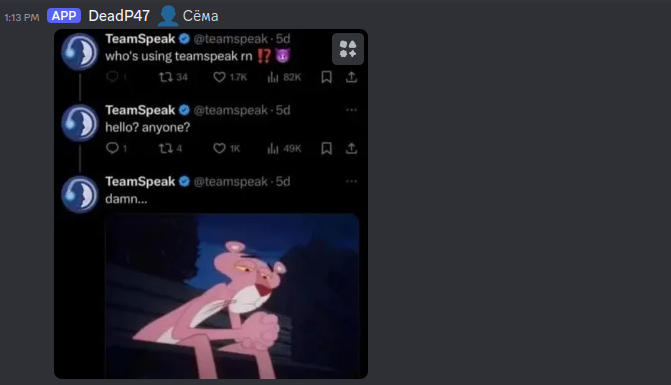 1:13 PM APP DeadP47 👤 Сёма
TeamSpeak @teamspeak · 5d
who's using teamspeak rn ⁉️😈
1 34 1.7K 82K
TeamSpeak @teamspeak · 5d
hello? anyone?
1 4 1K 49K
TeamSpeak @teamspeak · 5d
damn...